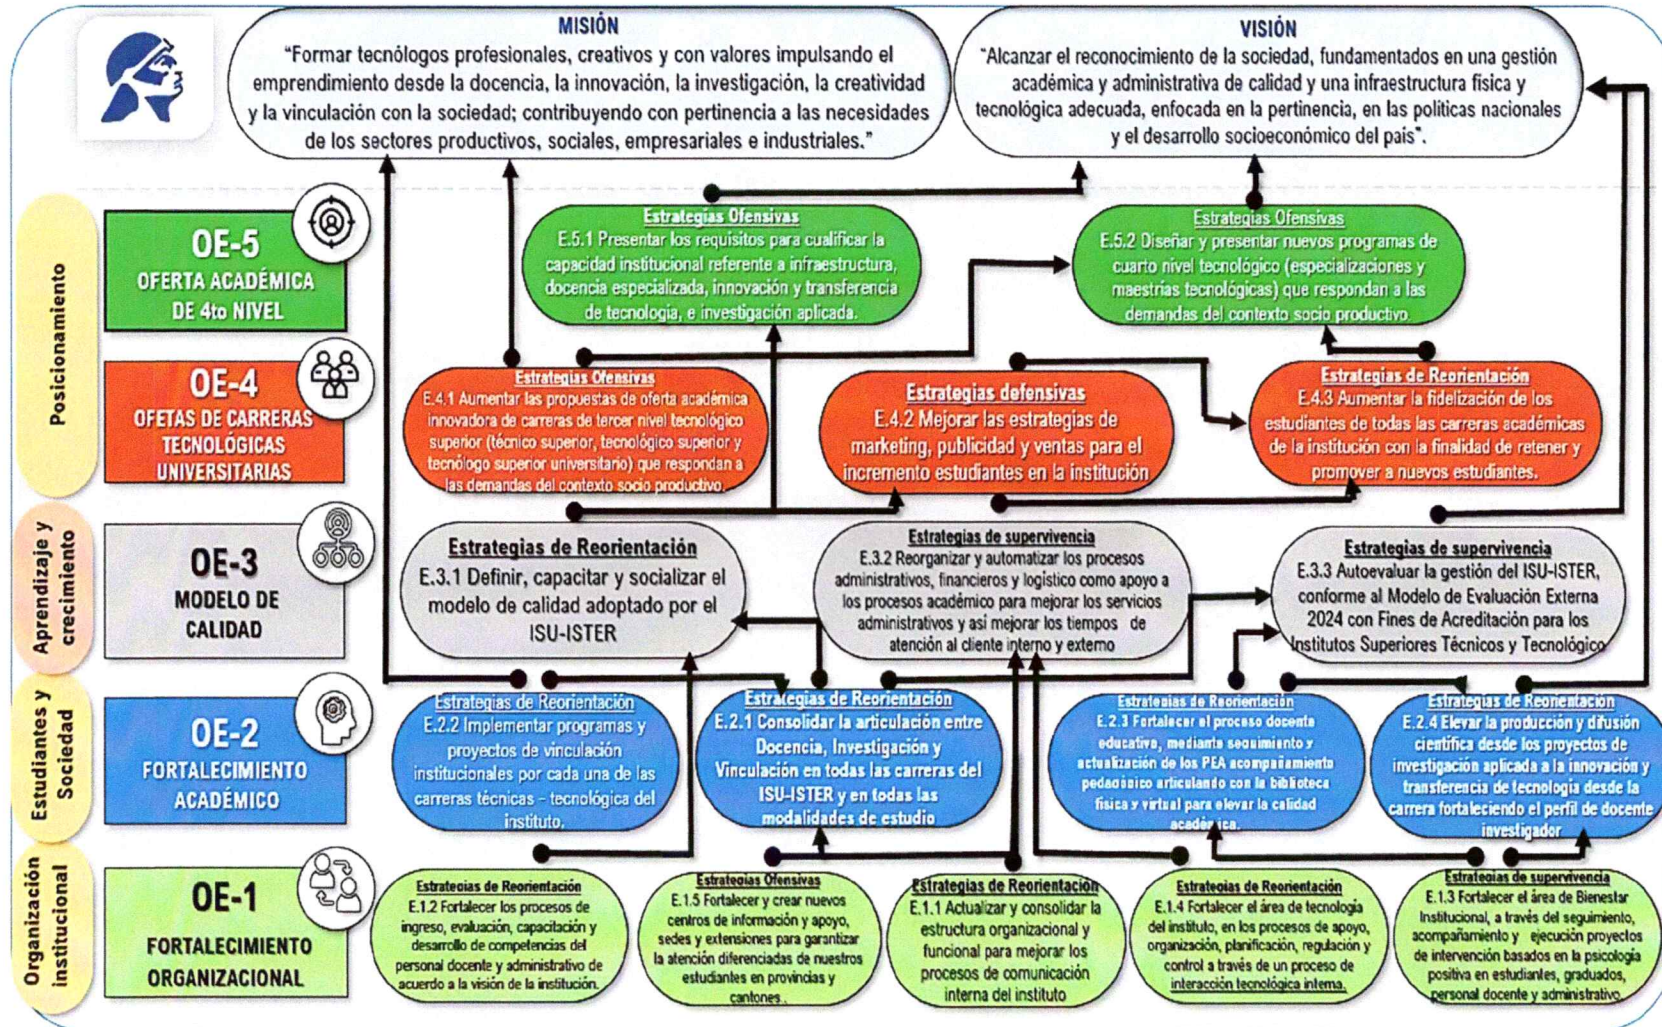 MISIÓN
"Formar tecnólogos profesionales, creativos y con valores impulsando el
emprendimiento desde la docencia, la innovación, la investigación, la creatividad
y la vinculación con la sociedad; contribuyendo con pertinencia a las necesidades
de los sectores productivos, sociales, empresariales e industriales."
VISIÓN
"Alcanzar el reconocimiento de la sociedad, fundamentados en una gestión
académica y administrativa de calidad y una infraestructura física y
tecnológica adecuada, enfocada en la pertinencia, en las políticas nacionales
y el desarrollo socioeconómico del país".
Posicionamiento
OE-5
OFERTA ACADÉMICA
DE 4to NIVEL
Estrategias Ofensivas
E.5.1 Presentar los requisitos para cualificar la
capacidad institucional referente a infraestructura,
docencia especializada, innovación y transferencia
de tecnología, e investigación aplicada.
Estrategias Ofensivas
E.5.2 Diseñar y presentar nuevos programas de
cuarto nivel tecnológico (especializaciones y
maestrías tecnológicas) que respondan a las
demandas del contexto socio productivo.
OE-4
OFETAS DE CARRERAS
TECNOLÓGICAS
UNIVERSITARIAS
Estrategias Ofensivas
E.4.1 Aumentar las propuestas de oferta académica
innovadora de carreras de tercer nivel tecnológico
superior (técnico superior, tecnológico superior y
tecnólogo superior universitario) que respondan a
las demandas del contexto socio productivo.
Estrategias defensivas
E.4.2 Mejorar las estrategias de
marketing, publicidad y ventas para el
incremento estudiantes en la institución
Estrategias de Reorientación
E.4.3 Aumentar la fidelización de los
estudiantes de todas las carreras académicas
de la institución con la finalidad de retener y
promover a nuevos estudiantes.
Aprendizaje y
crecimiento
OE-3
MODELO DE
CALIDAD
Estrategias de Reorientación
E.3.1 Definir, capacitar y socializar el
modelo de calidad adoptado por el
ISU-ISTER
Estrategias de supervivencia
E.3.2 Reorganizar y automatizar los procesos
administrativos, financieros y logístico como apoyo a
los procesos académico para mejorar los servicios
administrativos y así mejorar los tiempos de
atención al cliente interno y externo
Estrategias de supervivencia
E.3.3 Autoevaluar la gestión del ISU-ISTER,
conforme al Modelo de Evaluación Externa
2024 con Fines de Acreditación para los
Institutos Superiores Técnicos y Tecnológico
Estudiantes y
Sociedad
OE-2
FORTALECIMIENTO
ACADÉMICO
Estrategias de Reorientación
E.2.2 Implementar programas y
proyectos de vinculación
institucionales por cada una de las
carreras técnicas - tecnológica del
instituto.
Estrategias de Reorientación
E.2.1 Consolidar la articulación entre
Docencia, Investigación y
Vinculación en todas las carreras del
ISU-ISTER y en todas las
modalidades de estudio
Estrategias de Reorientación
E.2.3 Fortalecer el proceso docente
educativo, mediante seguimiento y
actualización de los PEA acompañamiento
pedagógico articulando con la biblioteca
física y virtual para elevar la calidad
académica.
Estrategias de Reorientación
E.2.4 Elevar la producción y difusión
científica desde los proyectos de
investigación aplicada a la innovación y
transferencia de tecnología desde la
carrera fortaleciendo el perfil de docente
investigador
Organización
institucional
OE-1
FORTALECIMIENTO
ORGANIZACIONAL
Estrategias de Reorientación
E.1.2 Fortalecer los procesos de
ingreso, evaluación, capacitación y
desarrollo de competencias del
personal docente y administrativo de
acuerdo a la visión de la institución.
Estrategias Ofensivas
E.1.5 Fortalecer y crear nuevos
centros de información y apoyo,
sedes y extensiones para garantizar
la atención diferenciadas de nuestros
estudiantes en provincias y
cantones.
Estrategias de Reorientación
E.1.1 Actualizar y consolidar la
estructura organizacional y
funcional para mejorar los
procesos de comunicación
interna del instituto
Estrategias de Reorientación
E.1.4 Fortalecer el área de tecnología
del instituto, en los procesos de apoyo,
organización, planificación, regulación y
control a través de un proceso de
interacción tecnológica interna.
Estrategias de supervivencia
E.1.3 Fortalecer el área de Bienestar
Institucional, a través del seguimiento,
acompañamiento y ejecución proyectos
de intervención basados en la psicología
positiva en estudiantes, graduados,
personal docente y administrativo.